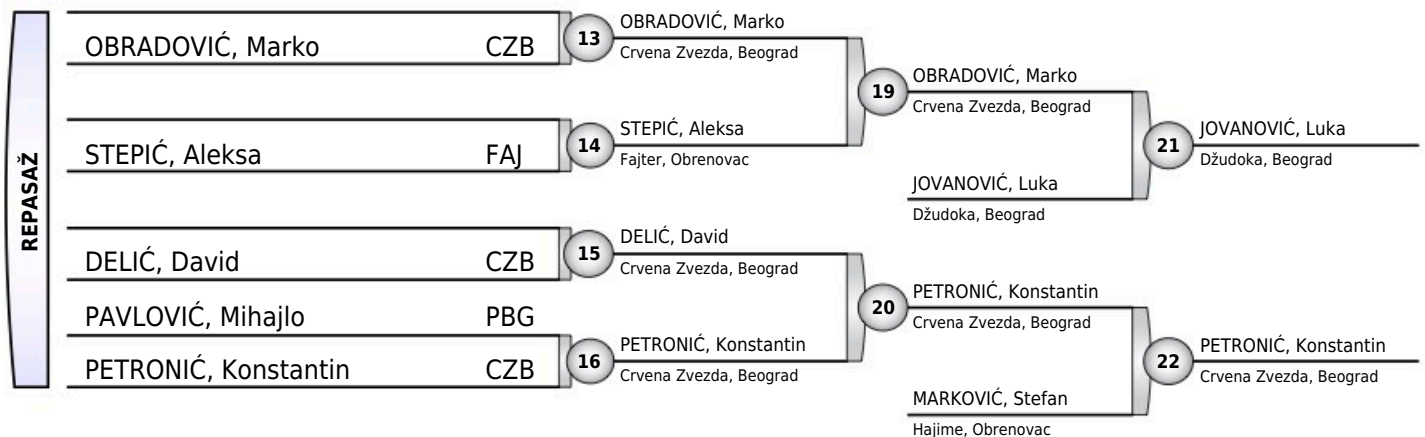 REPASAŽ
OBRADOVIĆ, Marko CZB
STEPIĆ, Aleksa FAJ
DELIĆ, David CZB
PAVLOVIĆ, Mihajlo PBG
PETRONIĆ, Konstantin CZB
13
OBRADOVIĆ, Marko
Crvena Zvezda, Beograd
14
STEPIĆ, Aleksa
Fajter, Obrenovac
15
DELIĆ, David
Crvena Zvezda, Beograd
16
PETRONIĆ, Konstantin
Crvena Zvezda, Beograd
19
OBRADOVIĆ, Marko
Crvena Zvezda, Beograd
JOVANOVIĆ, Luka
Džudoka, Beograd
20
PETRONIĆ, Konstantin
Crvena Zvezda, Beograd
MARKOVIĆ, Stefan
Hajime, Obrenovac
21
JOVANOVIĆ, Luka
Džudoka, Beograd
22
PETRONIĆ, Konstantin
Crvena Zvezda, Beograd